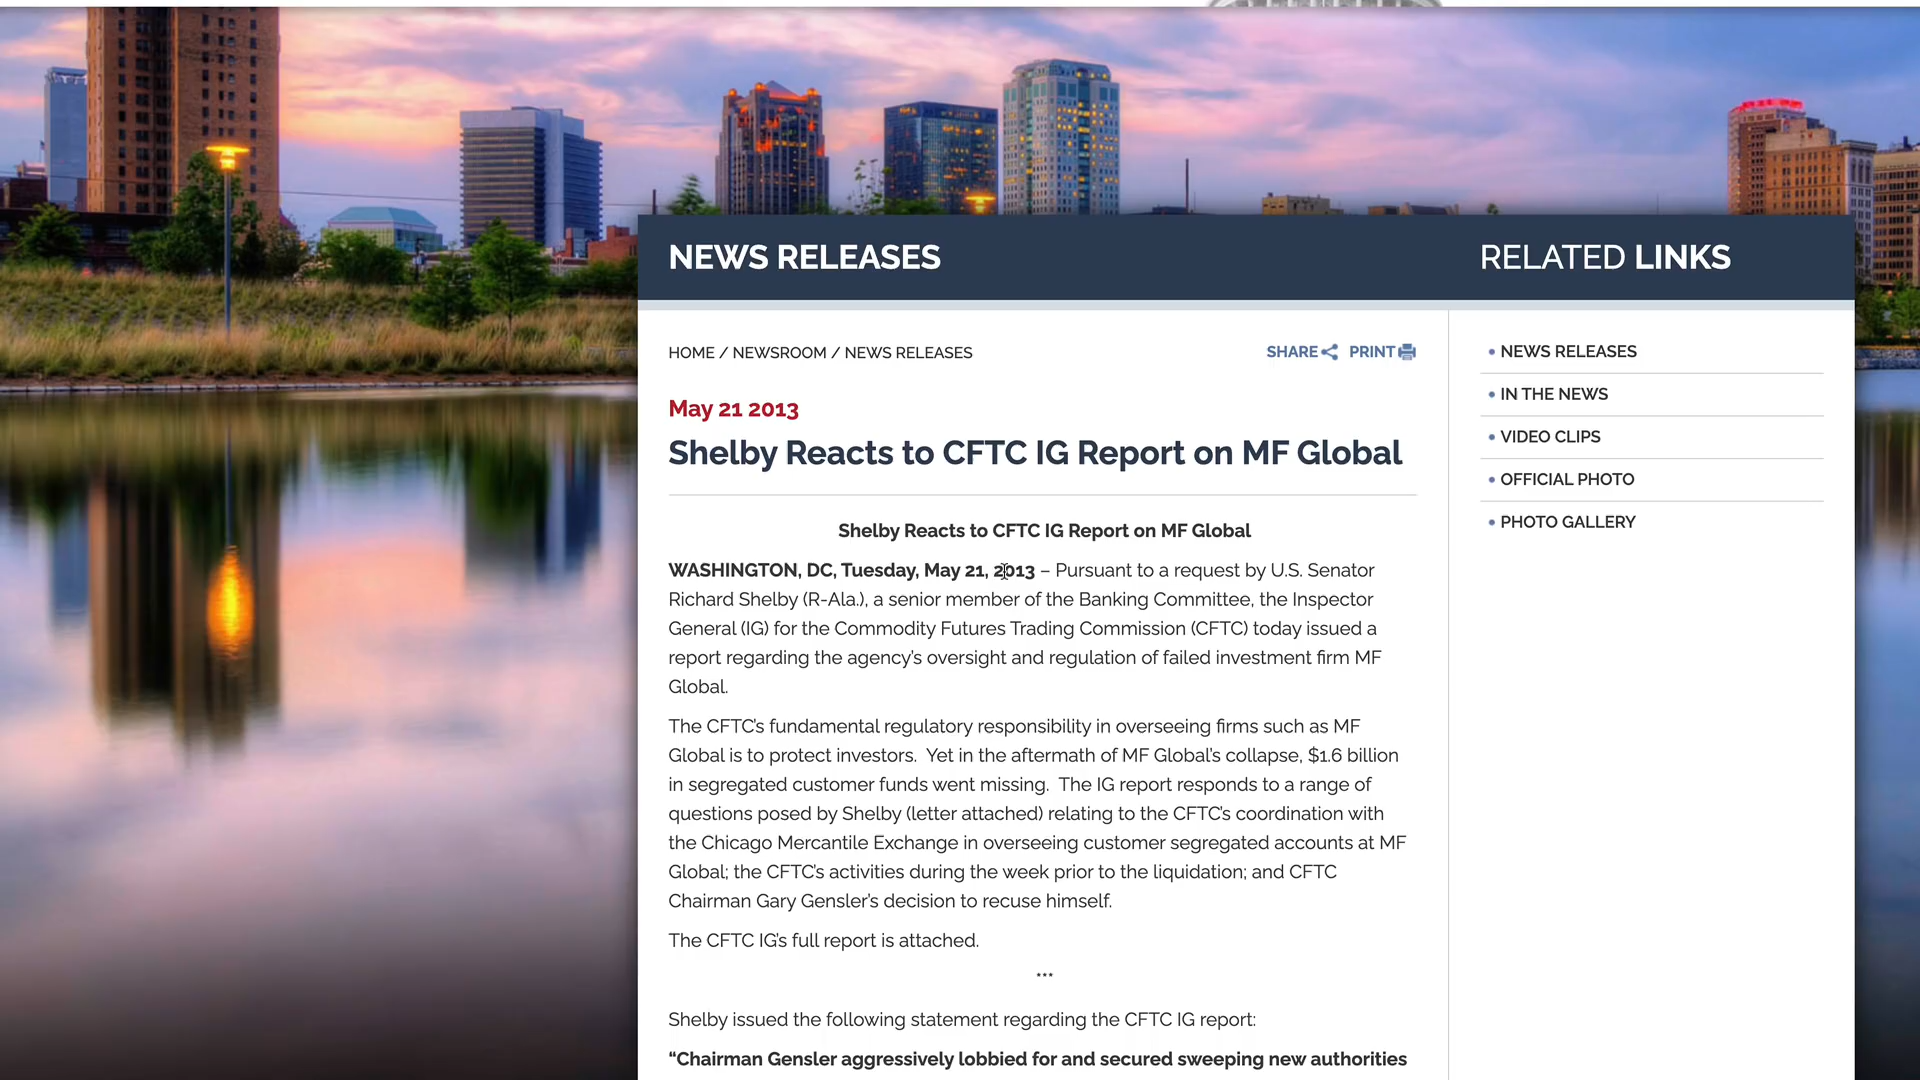 NEWS RELEASES
RELATED LINKS
HOME / NEWSROOM / NEWS RELEASES
SHARE PRINT
May 21 2013
Shelby Reacts to CFTC IG Report on MF Global
Shelby Reacts to CFTC IG Report on MF Global
WASHINGTON, DC, Tuesday, May 21, 2013 – Pursuant to a request by U.S. Senator
Richard Shelby (R-Ala.), a senior member of the Banking Committee, the Inspector
General (IG) for the Commodity Futures Trading Commission (CFTC) today issued a
report regarding the agency's oversight and regulation of failed investment firm MF
Global.
The CFTC's fundamental regulatory responsibility in overseeing firms such as MF
Global is to protect investors.  Yet in the aftermath of MF Global's collapse, $1.6 billion
in segregated customer funds went missing.  The IG report responds to a range of
questions posed by Shelby (letter attached) relating to the CFTC's coordination with
the Chicago Mercantile Exchange in overseeing customer segregated accounts at MF
Global; the CFTC's activities during the week prior to the liquidation; and CFTC
Chairman Gary Gensler's decision to recuse himself.
The CFTC IG's full report is attached.
***
Shelby issued the following statement regarding the CFTC IG report:
“Chairman Gensler aggressively lobbied for and secured sweeping new authorities
• NEWS RELEASES
• IN THE NEWS
• VIDEO CLIPS
• OFFICIAL PHOTO
• PHOTO GALLERY